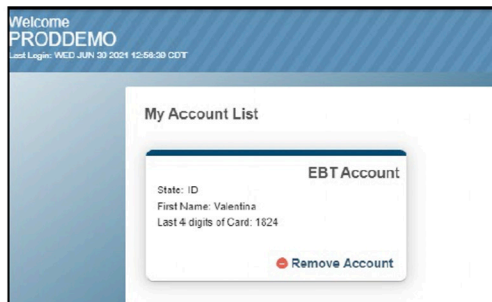 Welcome
PRODDEMO
Last Login: WED JUN 30 2021 12:56:39 CDT
My Account List
EBT Account
State: ID
First Name: Valentina
Last 4 digits of Card: 1824
Remove Account